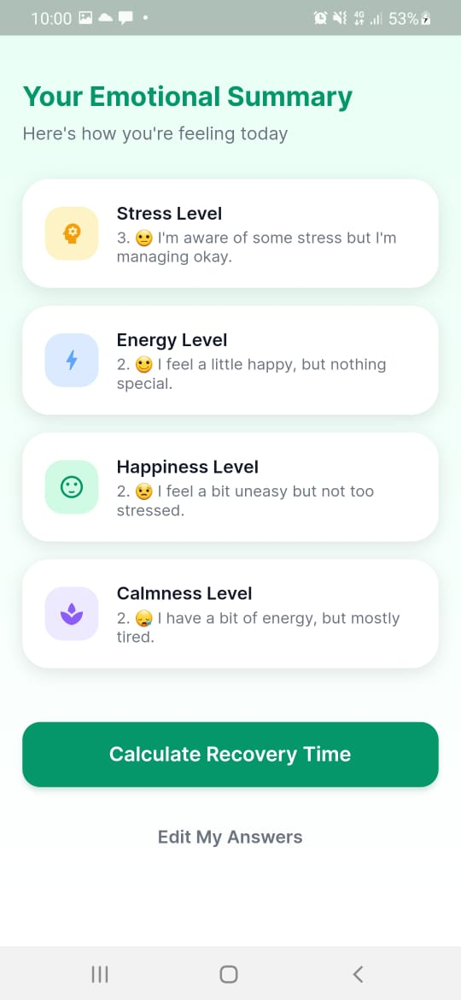 10:00
4G 53%
Your Emotional Summary
Here's how you're feeling today
Stress Level
3. 😐 I'm aware of some stress but I'm
managing okay.
Energy Level
2. 🙂 I feel a little happy, but nothing
special.
Happiness Level
2. 😟 I feel a bit uneasy but not too
stressed.
Calmness Level
2. 😪 I have a bit of energy, but mostly
tired.
Calculate Recovery Time
Edit My Answers